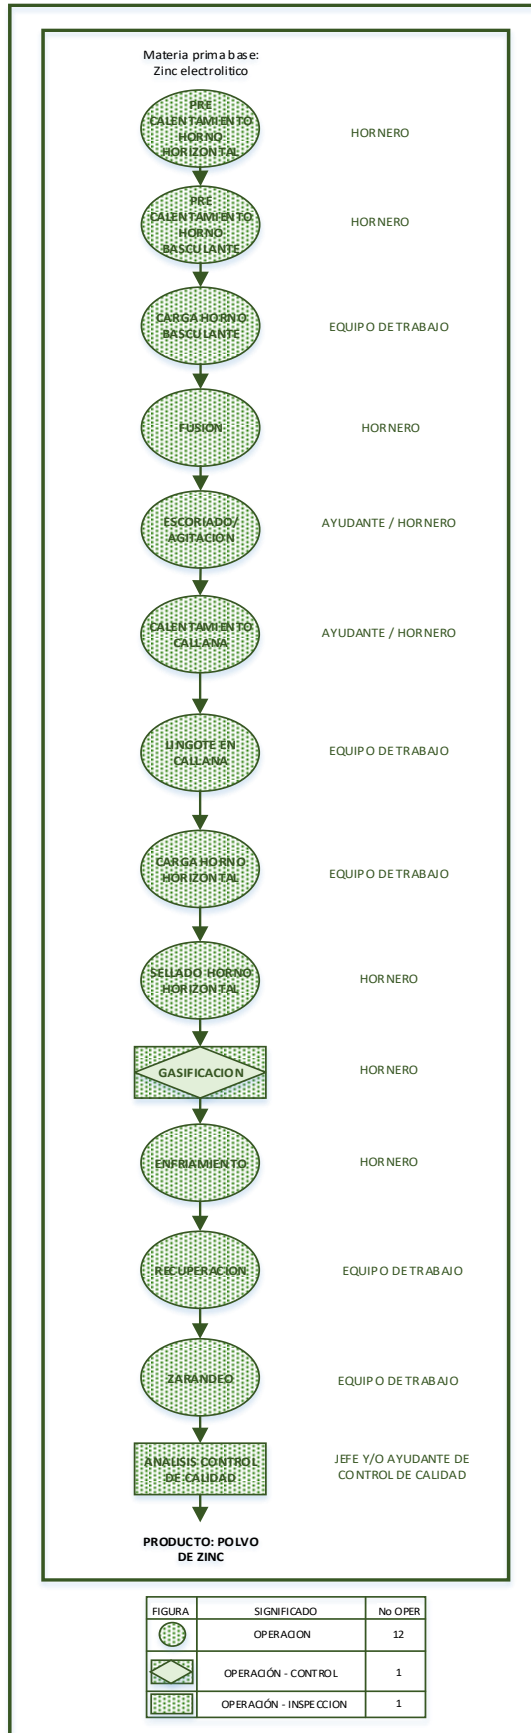 Materia prima base:
Zinc electrolitico
PRE
CALENTAMIENTO
HORNO
HORIZONTAL
HORNERO
PRE
CALENTAMIENTO
HORNO
BASCULANTE
HORNERO
CARGA HORNO
BASCULANTE
EQUIPO DE TRABAJO
FUSION
HORNERO
ESCORIADO/
AGITACION
AYUDANTE / HORNERO
CALENTAMIENTO
CALLANA
AYUDANTE / HORNERO
LINGOTE EN
CALLANA
EQUIPO DE TRABAJO
CARGA HORNO
HORIZONTAL
EQUIPO DE TRABAJO
SELLADO HORNO
HORIZONTAL
HORNERO
GASIFICACION
HORNERO
ENFRIAMIENTO
HORNERO
RECUPERACION
EQUIPO DE TRABAJO
ZARANDEO
EQUIPO DE TRABAJO
ANALISIS CONTROL
DE CALIDAD
JEFE Y/O AYUDANTE DE
CONTROL DE CALIDAD
PRODUCTO: POLVO
DE ZINC
FIGURA SIGNIFICADO No OPER
OPERACION 12
OPERACIÓN - CONTROL 1
OPERACIÓN - INSPECCION 1